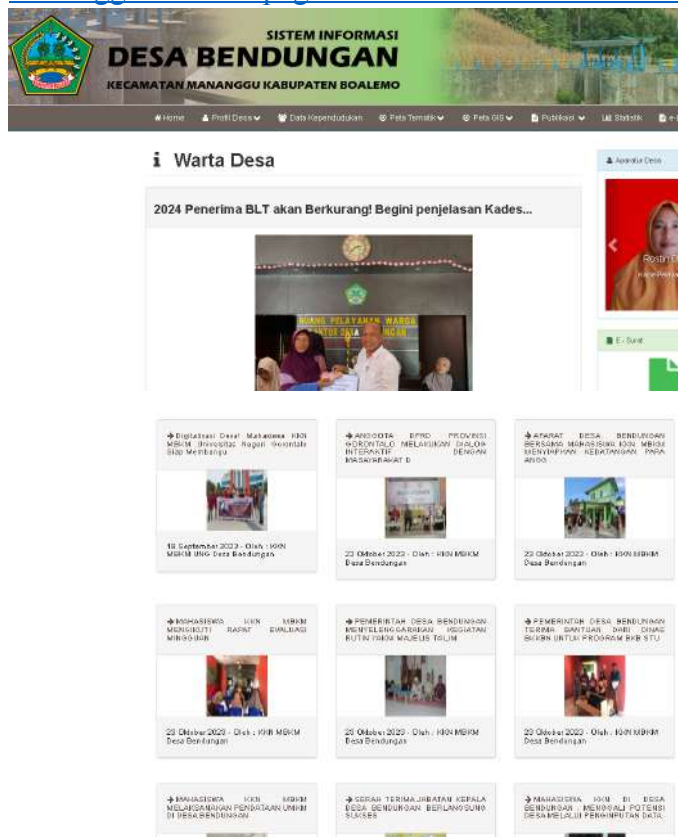 SISTEM INFORMASI
DESA BENDUNGAN
KECAMATAN MANANGGU KABUPATEN BOALEMO
Home Profil Desa Data Kependudukan Peta Tematik Peta GIS Publikasi Statistik
Warta Desa
Aparatur Desa
2024 Penerima BLT akan Berkurang! Begini penjelasan Kades...
RUANG PELAYANAN WARGA
E - Surat
Digitalisasi Desa! Mahasiswa KKN
MBKM Universitas Negeri Gorontalo
Siap Membangu
18 September 2023 - Oleh : KKN
MBKM UNG Desa Bendungan
ANGGOTA DPRD PROVINSI
GORONTALO MELAKUKAN DIALOG
INTERAKTIF DENGAN
MASAYARAKAT D
23 Oktober 2023 - Oleh : KKN MBKM
Desa Bendungan
APARAT DESA BENDUNGAN
BERSAMA MAHASISWA KKN MBKM
MENYIAPKAN KEDATANGAN PARA
ANGG
23 Oktober 2023 - Oleh : KKN MBKM
Desa Bendungan
MAHASISWA KKN MBKM
MENGIKUTI RAPAT EVALUASI
MINGGUAN
23 Oktober 2023 - Oleh : KKN MBKM
Desa Bendungan
PEMERINTAH DESA BENDUNGAN
MENYELENGGARAKAN KEGIATAN
RUTIN YAKNI MAJELIS TALIM
23 Oktober 2023 - Oleh : KKN MBKM
Desa Bendungan
PEMERINTAH DESA BENDUNGAN
TERIMA BANTUAN DARI DINAS
BKKBN UNTUK PROGRAM BKB STU
23 Oktober 2023 - Oleh : KKN MBKM
Desa Bendungan
MAHASISWA KKN MBKM
MELAKSANAKAN PENDATAAN UMKM
DI DESA BENDUNGAN
SERAH TERIMA JABATAN KEPALA
DESA BENDUNGAN BERLANGSUNG
SUKSES
MAHASISWA KKN DI DESA
BENDUNGAN : MENGGALI POTENSI
DESA MELALUI PENGINPUTAN DATA